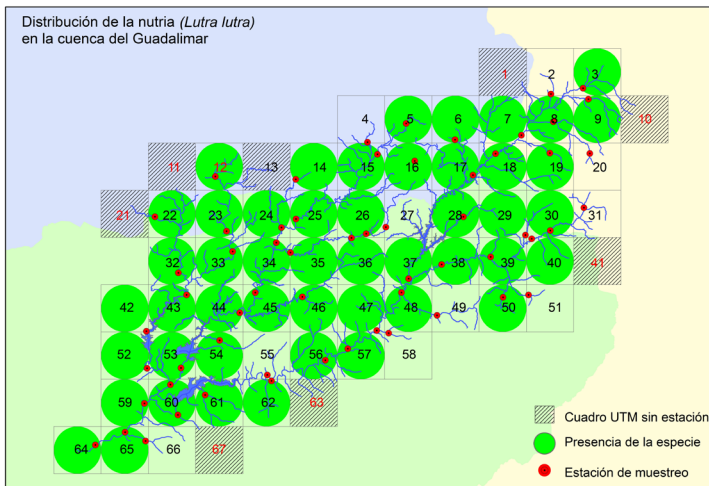 Distribución de la nutria (Lutra lutra)
en la cuenca del Guadalimar
1 2 3
4 5 6 7 8 9 10
11 12 13 14 15 16 17 18 19 20
21 22 23 24 25 26 27 28 29 30 31
32 33 34 35 36 37 38 39 40 41
42 43 44 45 46 47 48 49 50 51
52 53 54 55 56 57 58
59 60 61 62 63
64 65 66 67
Cuadro UTM sin estación
Presencia de la especie
Estación de muestreo